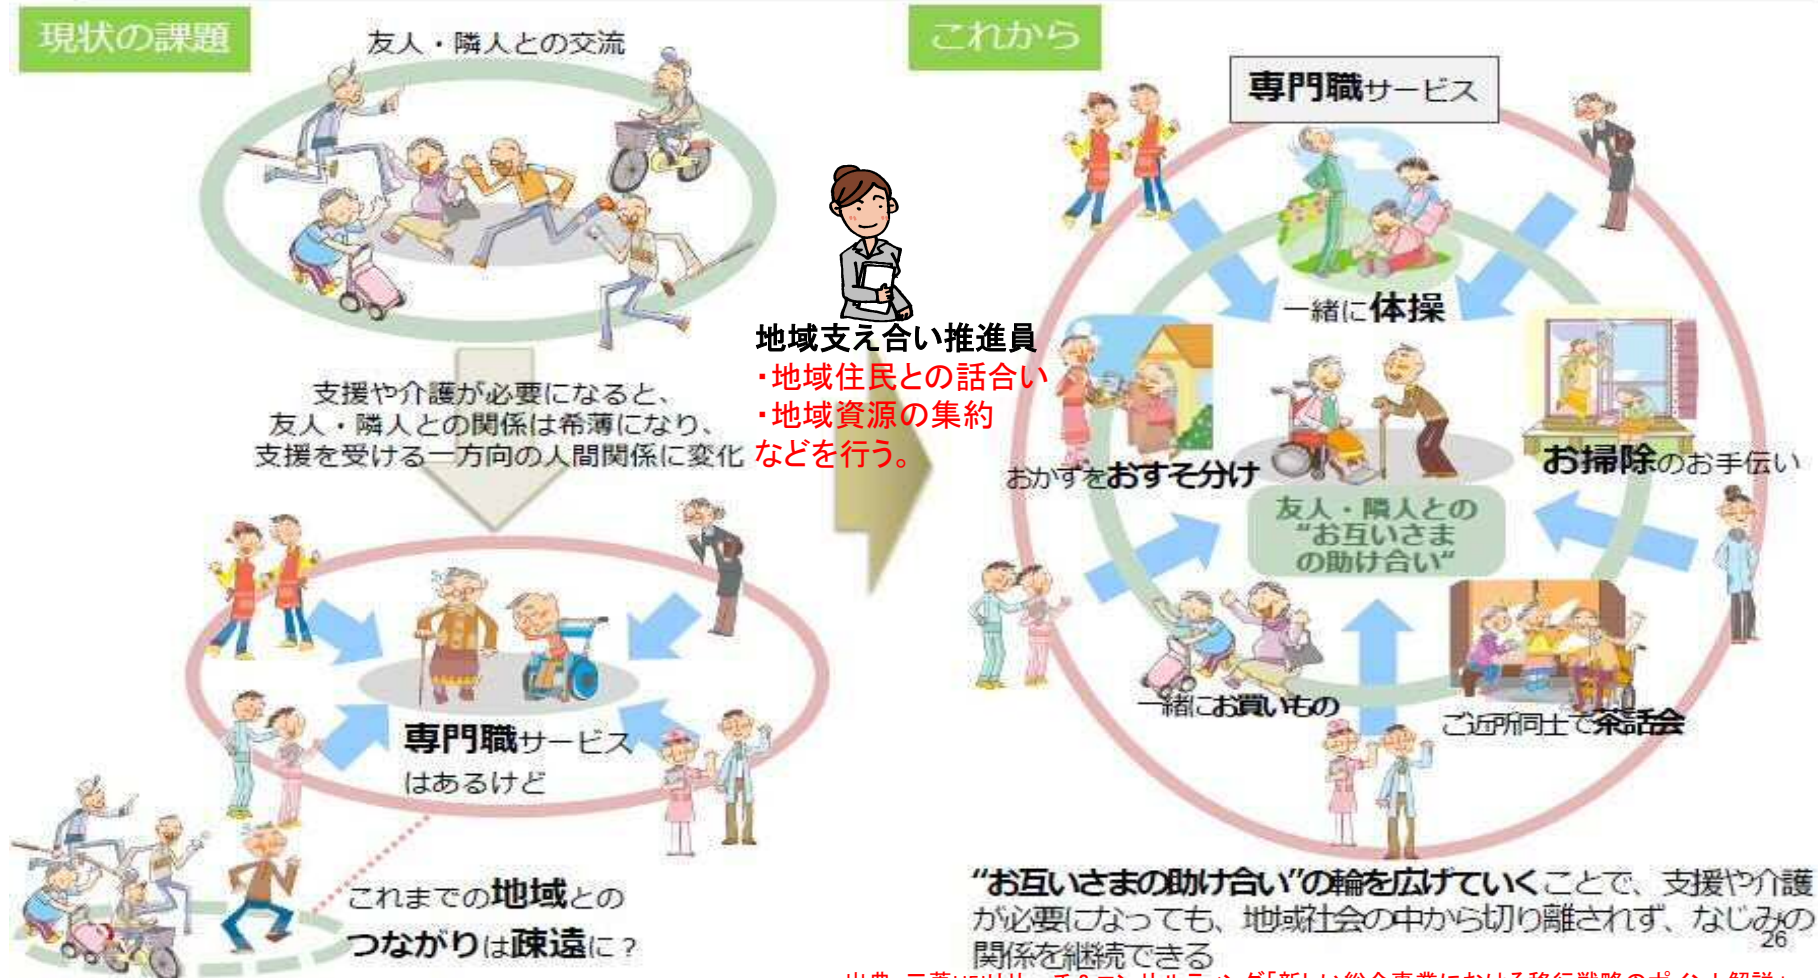 現状の課題
友人・隣人との交流
支援や介護が必要になると、
友人・隣人との関係は希薄になり、
支援を受ける一方向の人間関係に変化
専門職サービス
はあるけど
これまでの地域との
つながりは疎遠に？
地域支え合い推進員
・地域住民との話合い
・地域資源の集約
などを行う。
これから
専門職サービス
一緒に体操
おかずをおすそ分け
お掃除のお手伝い
友人・隣人との
“お互いさま
の助け合い”
一緒にお買いもの
ご近所同士で茶話会
“お互いさまの助け合い”の輪を広げていくことで、支援や介護
が必要になっても、地域社会の中から切り離されず、なじみの
関係を継続できる
26